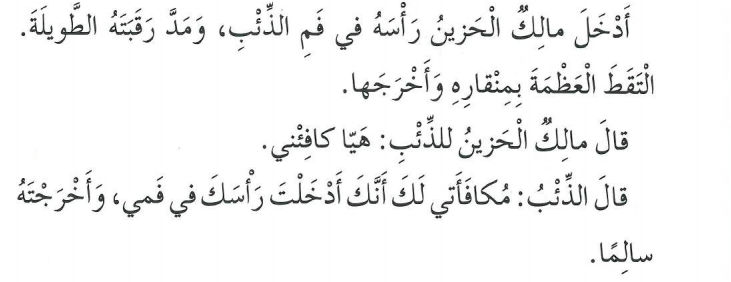 أَدْخَلَ مالِكٌ الْحَزينُ رَأْسَهُ في فَمِ الذِّئْبِ، وَمَدَّ رَقَبَتَهُ الطَّويلَةَ.
الْتَقَطَ الْعَظْمَةَ بِمِنْقارِهِ وَأَخْرَجَها.
قالَ مالِكٌ الْحَزينُ للذِّئْبِ: هَيّا كافِئْني.
قالَ الذِّئْبُ: مُكافَأَتي لَكَ أَنَّكَ أَدْخَلْتَ رَأْسَكَ في فَمي، وَأَخْرَجْتَهُ
سالِمًا.